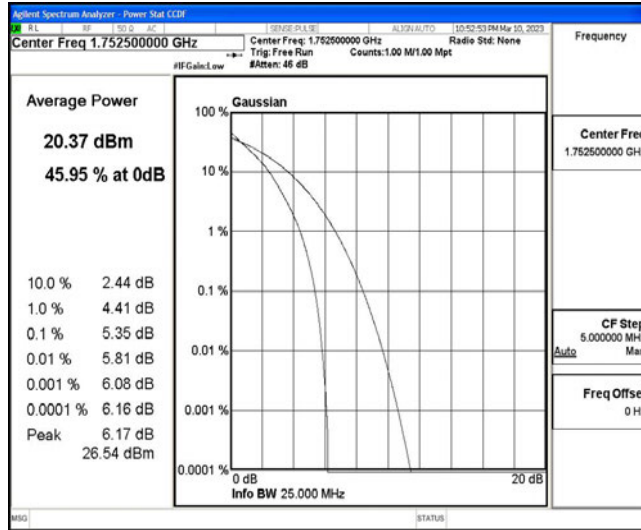 Agilent Spectrum Analyzer - Power Stat CCDF
RL RF 50 Ω AC SENSE:PULSE ALIGN AUTO 10:52:53 PM Mar 10, 2023
Center Freq 1.752500000 GHz
Center Freq: 1.752500000 GHz Radio Std: None
Trig: Free Run Counts:1.00 M/1.00 Mpt
#IFGain:Low #Atten: 46 dB
Frequency
Average Power
20.37 dBm
45.95 % at 0dB
10.0 % 2.44 dB
1.0 % 4.41 dB
0.1 % 5.35 dB
0.01 % 5.81 dB
0.001 % 6.08 dB
0.0001 % 6.16 dB
Peak 6.17 dB
26.54 dBm
Gaussian
100 %
10 %
1 %
0.1 %
0.01 %
0.001 %
0.0001 %
0 dB 20 dB
Info BW 25.000 MHz
Center Freq
1.752500000 GH
CF Step
5.000000 MH
Auto Ma
Freq Offse
0 H
MSG STATUS